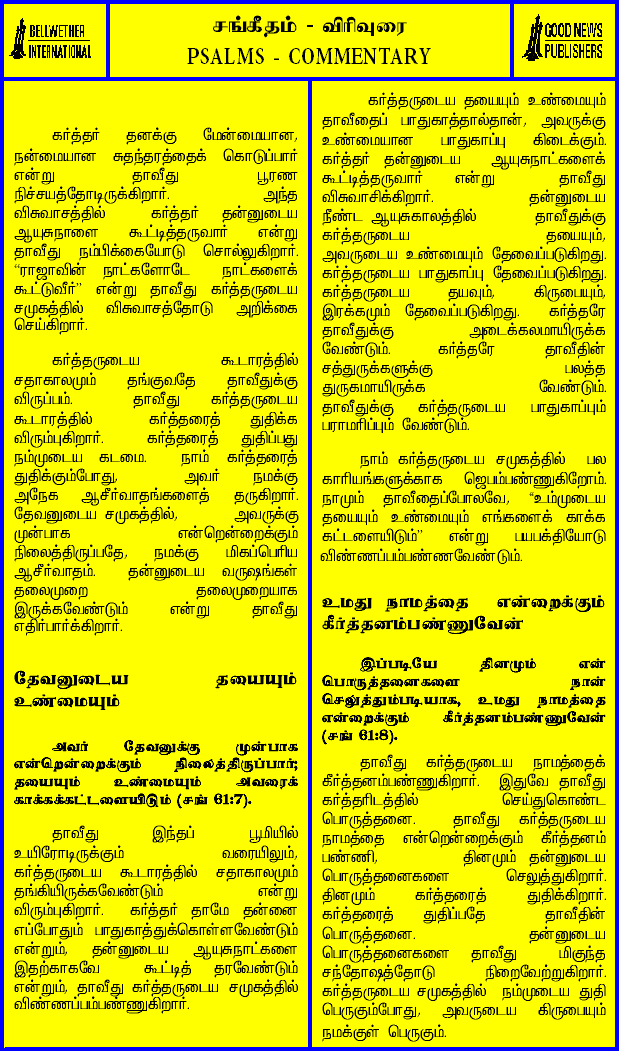 BELLWETHER
INTERNATIONAL
சங்கீதம் - விரிவுரை
PSALMS - COMMENTARY
GOOD NEWS
PUBLISHERS
கர்த்தர் தனக்கு மேன்மையான,
நன்மையான சுதந்தரத்தைக் கொடுப்பார்
என்று தாவீது பூரண
நிச்சயத்தோடிருக்கிறார். அந்த
விசுவாசத்தில் கர்த்தர் தன்னுடைய
ஆயுசுநாளை கூட்டித்தருவார் என்று
தாவீது நம்பிக்கையோடு சொல்லுகிறார்.
“ராஜாவின் நாட்களோடே நாட்களைக்
கூட்டுவீர்” என்று தாவீது கர்த்தருடைய
சமுகத்தில் விசுவாசத்தோடு அறிக்கை
செய்கிறார்.
கர்த்தருடைய கூடாரத்தில்
சதாகாலமும் தங்குவதே தாவீதுக்கு
விருப்பம். தாவீது கர்த்தருடைய
கூடாரத்தில் கர்த்தரைத் துதிக்க
விரும்புகிறார். கர்த்தரைத் துதிப்பது
நம்முடைய கடமை. நாம் கர்த்தரைத்
துதிக்கும்போது, அவர் நமக்கு
அநேக ஆசீர்வாதங்களைத் தருகிறார்.
தேவனுடைய சமுகத்தில், அவருக்கு
முன்பாக என்றென்றைக்கும்
நிலைத்திருப்பதே, நமக்கு மிகப்பெரிய
ஆசீர்வாதம். தன்னுடைய வருஷங்கள்
தலைமுறை தலைமுறையாக
இருக்கவேண்டும் என்று தாவீது
எதிர்பார்க்கிறார்.
தேவனுடைய தயையும்
உண்மையும்
அவர் தேவனுக்கு முன்பாக
என்றென்றைக்கும் நிலைத்திருப்பார்;
தயையும் உண்மையும் அவரைக்
காக்கக்கட்டளையிடும் (சங் 61:7).
தாவீது இந்தப் பூமியில்
உயிரோடிருக்கும் வரையிலும்,
கர்த்தருடைய கூடாரத்தில் சதாகாலமும்
தங்கியிருக்கவேண்டும் என்று
விரும்புகிறார். கர்த்தர் தாமே தன்னை
எப்போதும் பாதுகாத்துக்கொள்ளவேண்டும்
என்றும், தன்னுடைய ஆயுசுநாட்களை
இதற்காகவே கூட்டித் தரவேண்டும்
என்றும், தாவீது கர்த்தருடைய சமுகத்தில்
விண்ணப்பம்பண்ணுகிறார்.
கர்த்தருடைய தயையும் உண்மையும்
தாவீதைப் பாதுகாத்தால்தான், அவருக்கு
உண்மையான பாதுகாப்பு கிடைக்கும்.
கர்த்தர் தன்னுடைய ஆயுசுநாட்களைக்
கூட்டித்தருவார் என்று தாவீது
விசுவாசிக்கிறார். தன்னுடைய
நீண்ட ஆயுசுகாலத்தில் தாவீதுக்கு
கர்த்தருடைய தயையும்,
அவருடைய உண்மையும் தேவைப்படுகிறது.
கர்த்தருடைய பாதுகாப்பு தேவைப்படுகிறது.
கர்த்தருடைய தயவும், கிருபையும்,
இரக்கமும் தேவைப்படுகிறது. கர்த்தரே
தாவீதுக்கு அடைக்கலமாயிருக்க
வேண்டும். கர்த்தரே தாவீதின்
சத்துருக்களுக்கு பலத்த
துருகமாயிருக்க வேண்டும்.
தாவீதுக்கு கர்த்தருடைய பாதுகாப்பும்
பராமரிப்பும் வேண்டும்.
நாம் கர்த்தருடைய சமுகத்தில் பல
காரியங்களுக்காக ஜெபம்பண்ணுகிறோம்.
நாமும் தாவீதைப்போலவே, “உம்முடைய
தயையும் உண்மையும் எங்களைக் காக்க
கட்டளையிடும்” என்று பயபக்தியோடு
விண்ணப்பம்பண்ணவேண்டும்.
உமது நாமத்தை என்றைக்கும்
கீர்த்தனம்பண்ணுவேன்
இப்படியே தினமும் என்
பொருத்தனைகளை நான்
செலுத்தும்படியாக, உமது நாமத்தை
என்றைக்கும் கீர்த்தனம்பண்ணுவேன்
(சங் 61:8).
தாவீது கர்த்தருடைய நாமத்தைக்
கீர்த்தனம்பண்ணுகிறார். இதுவே தாவீது
கர்த்தரிடத்தில் செய்துகொண்ட
பொருத்தனை. தாவீது கர்த்தருடைய
நாமத்தை என்றென்றைக்கும் கீர்த்தனம்
பண்ணி, தினமும் தன்னுடைய
பொருத்தனைகளை செலுத்துகிறார்.
தினமும் கர்த்தரைத் துதிக்கிறார்.
கர்த்தரைத் துதிப்பதே தாவீதின்
பொருத்தனை. தன்னுடைய
பொருத்தனைகளை தாவீது மிகுந்த
சந்தோஷத்தோடு நிறைவேற்றுகிறார்.
கர்த்தருடைய சமுகத்தில் நம்முடைய துதி
பெருகும்போது, அவருடைய கிருபையும்
நமக்குள் பெருகும்.